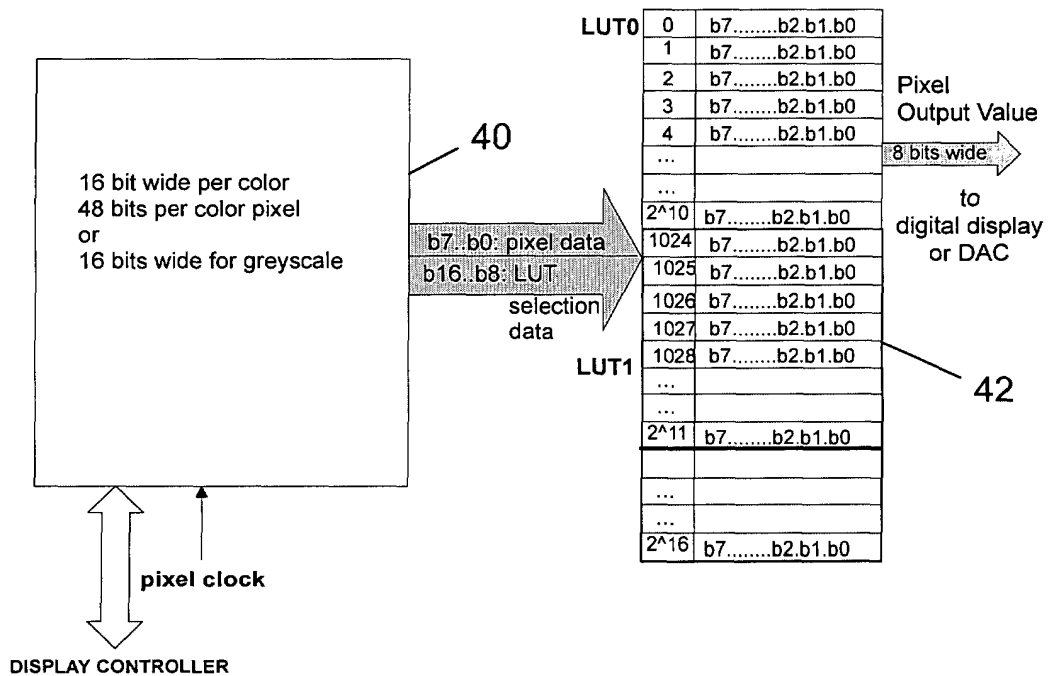 16 bit wide per color
48 bits per color pixel
or
16 bits wide for greyscale
40
b7..b0: pixel data
b16..b8: LUT
selection
data
pixel clock
DISPLAY CONTROLLER
LUT0
0 b7........b2.b1.b0
1 b7........b2.b1.b0
2 b7........b2.b1.b0
3 b7........b2.b1.b0
4 b7........b2.b1.b0
...
...
2^10 b7........b2.b1.b0
1024 b7........b2.b1.b0
1025 b7........b2.b1.b0
1026 b7........b2.b1.b0
1027 b7........b2.b1.b0
LUT1
1028 b7........b2.b1.b0
...
...
2^11 b7........b2.b1.b0
...
...
2^16 b7........b2.b1.b0
42
Pixel
Output Value
8 bits wide
to
digital display
or DAC